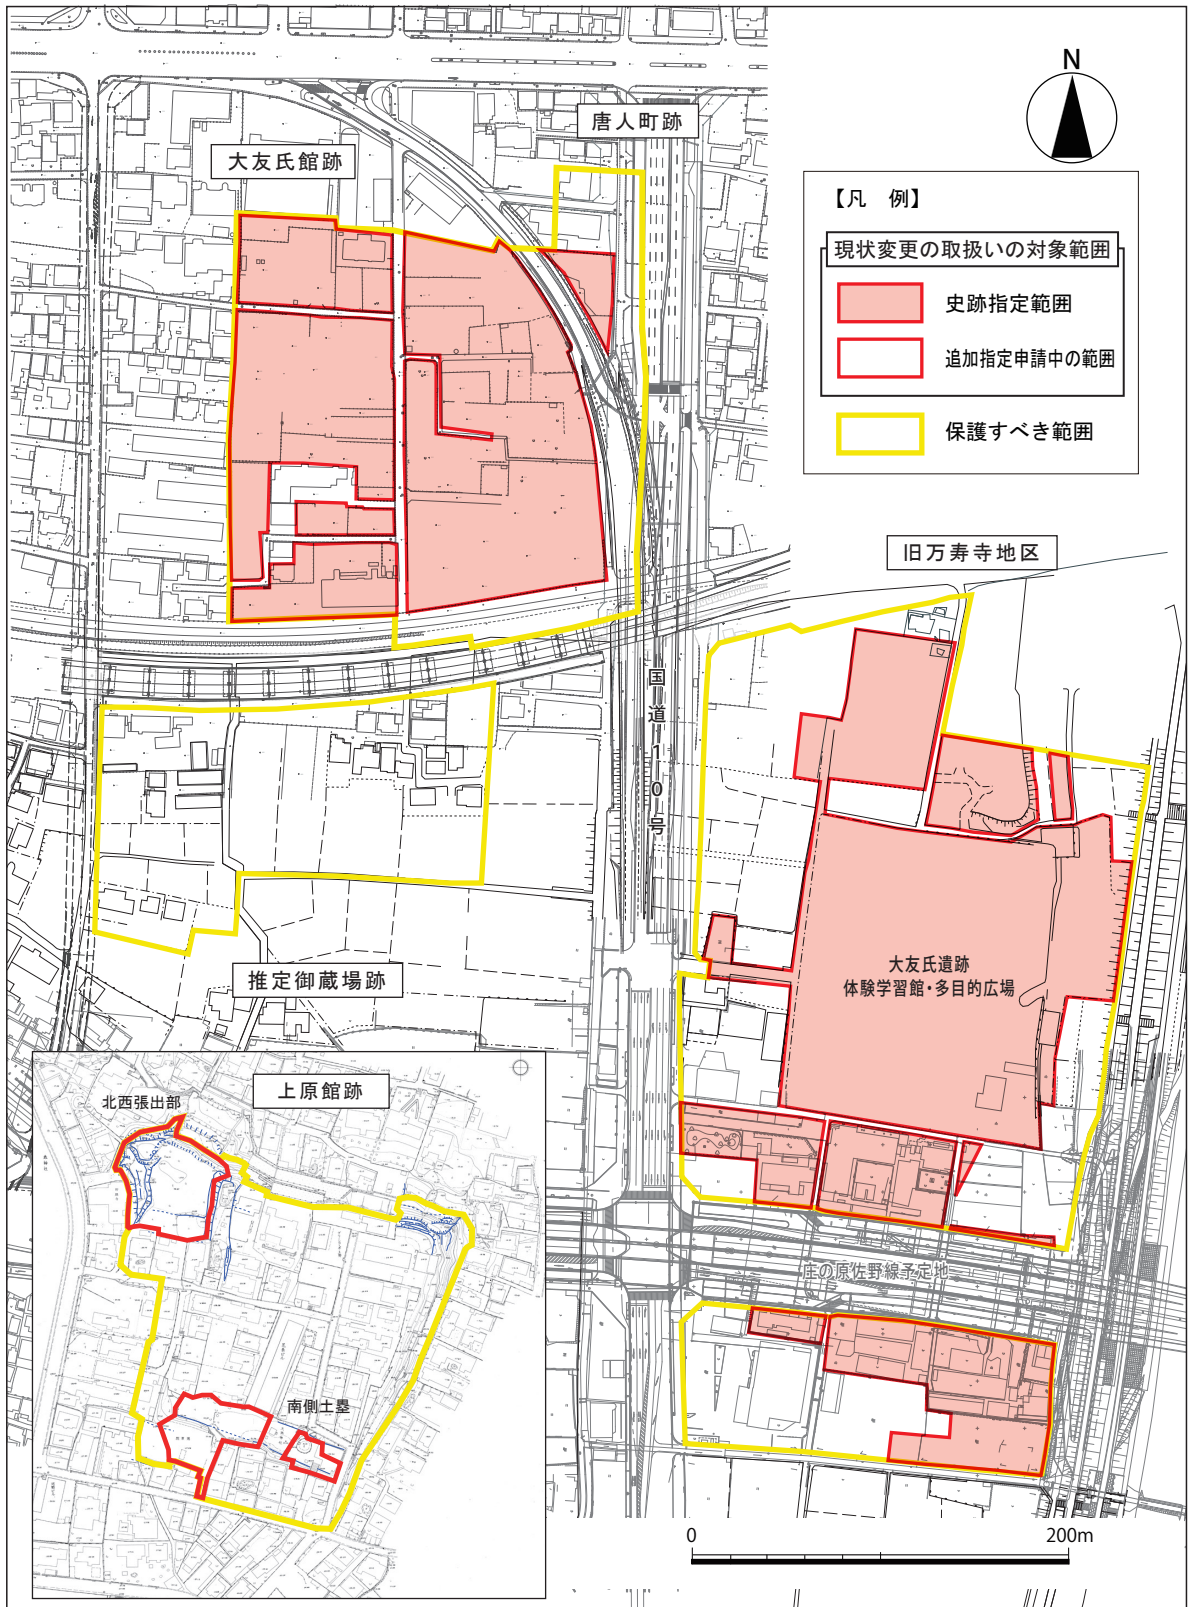 N
唐人町跡
大友氏館跡
【凡 例】
現状変更の取扱いの対象範囲
史跡指定範囲
追加指定申請中の範囲
保護すべき範囲
旧万寿寺地区
国道10号
大友氏遺跡
体験学習館・多目的広場
推定御蔵場跡
上原館跡
北西張出部
南側土塁
庄の原佐野線予定地
0 200m